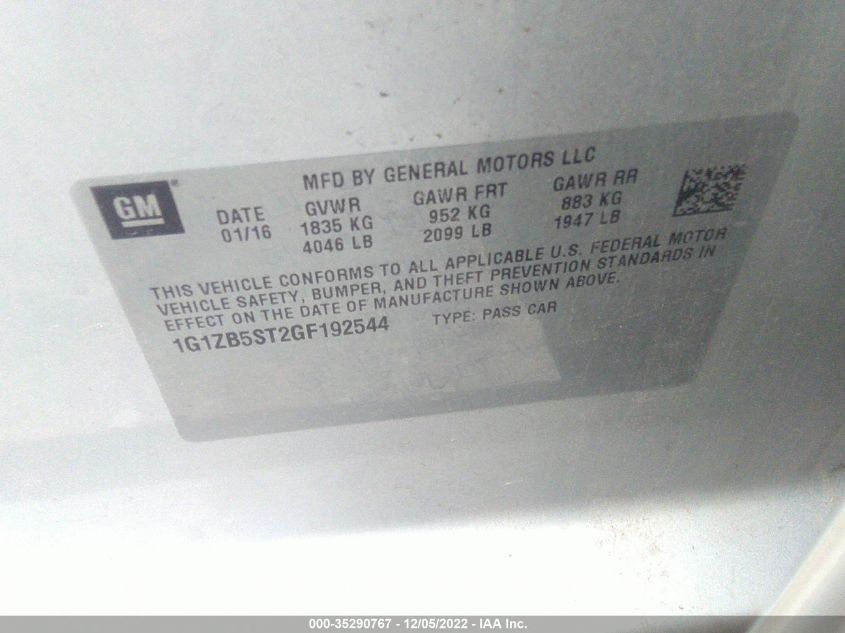 MFD BY GENERAL MOTORS LLC
GM®
DATE GVWR GAWR FRT GAWR RR
01/16 1835 KG 952 KG 883 KG
4046 LB 2099 LB 1947 LB
THIS VEHICLE CONFORMS TO ALL APPLICABLE U.S. FEDERAL MOTOR
VEHICLE SAFETY, BUMPER, AND THEFT PREVENTION STANDARDS IN
EFFECT ON THE DATE OF MANUFACTURE SHOWN ABOVE.
1G1ZB5ST2GF192544 TYPE: PASS CAR
000-35290767 - 12/05/2022 - IAA Inc.